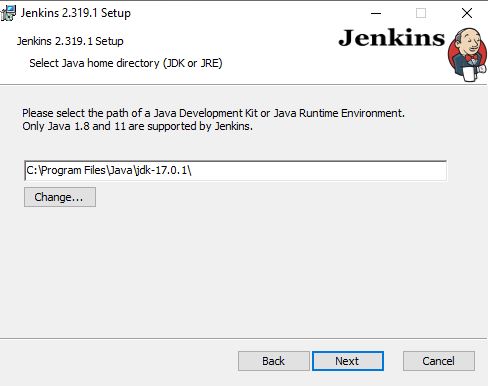 Jenkins 2.319.1 Setup
Jenkins 2.319.1 Setup
Jenkins
Select Java home directory (JDK or JRE)
Please select the path of a Java Development Kit or Java Runtime Environment.
Only Java 1.8 and 11 are supported by Jenkins.
C:\Program Files\Java\jdk-17.0.1\
Change...
Back
Next
Cancel